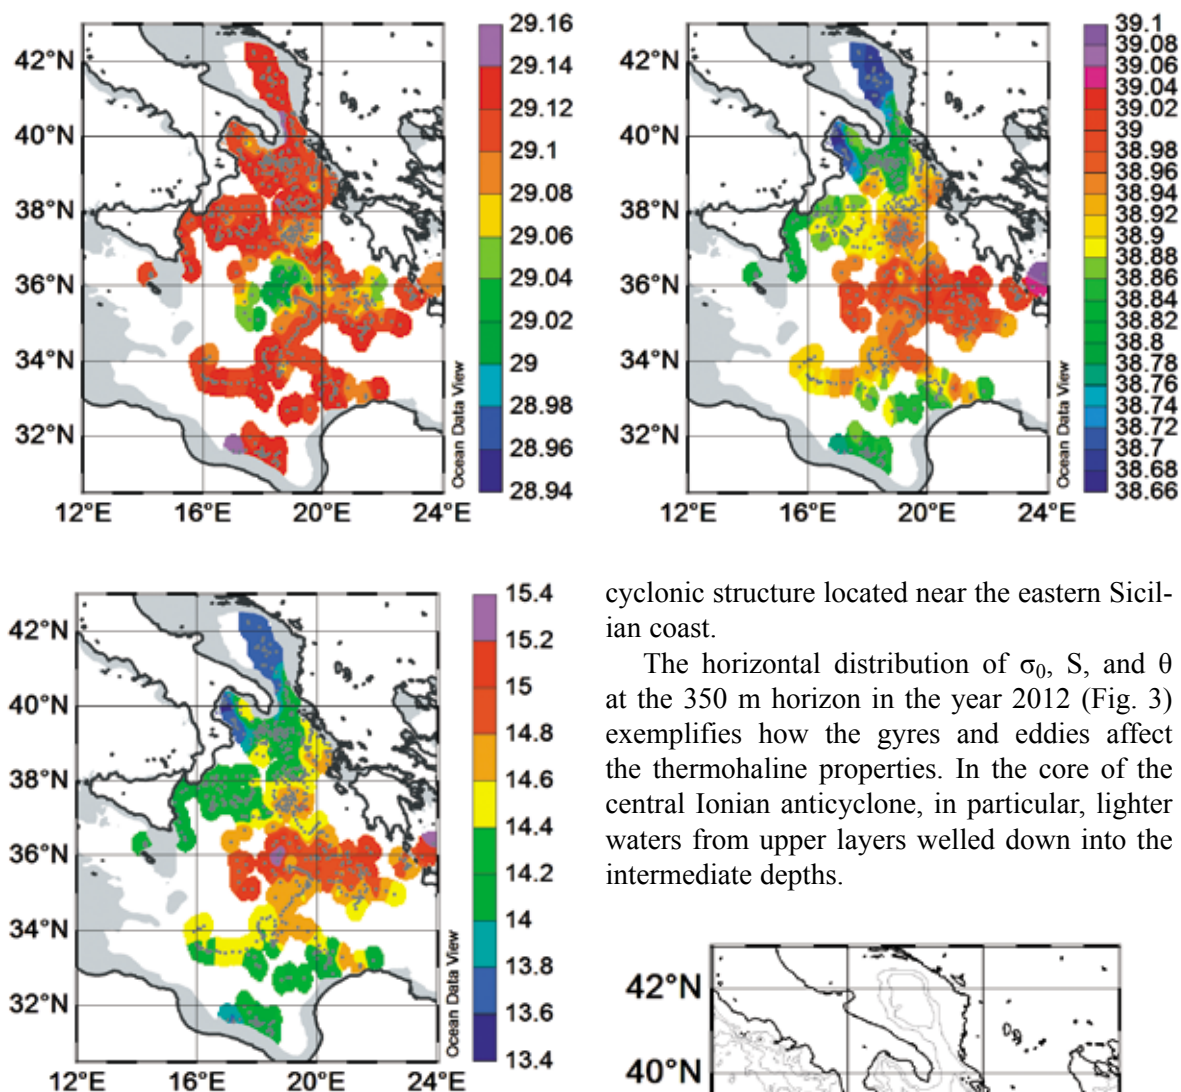 42°N
40°N
38°N
36°N
34°N
32°N
12°E 16°E 20°E 24°E
Ocean Data View
29.16
29.14
29.12
29.1
29.08
29.06
29.04
29.02
29
28.98
28.96
28.94
42°N
40°N
38°N
36°N
34°N
32°N
12°E 16°E 20°E 24°E
Ocean Data View
39.1
39.08
39.06
39.04
39.02
39
38.98
38.96
38.94
38.92
38.9
38.88
38.86
38.84
38.82
38.8
38.78
38.76
38.74
38.72
38.7
38.68
38.66
42°N
40°N
38°N
36°N
34°N
32°N
12°E 16°E 20°E 24°E
Ocean Data View
15.4
15.2
15
14.8
14.6
14.4
14.2
14
13.8
13.6
13.4
cyclonic structure located near the eastern Sicil-
ian coast.
The horizontal distribution of σ₀, S, and θ
at the 350 m horizon in the year 2012 (Fig. 3)
exemplifies how the gyres and eddies affect
the thermohaline properties. In the core of the
central Ionian anticyclone, in particular, lighter
waters from upper layers welled down into the
intermediate depths.
42°N
40°N